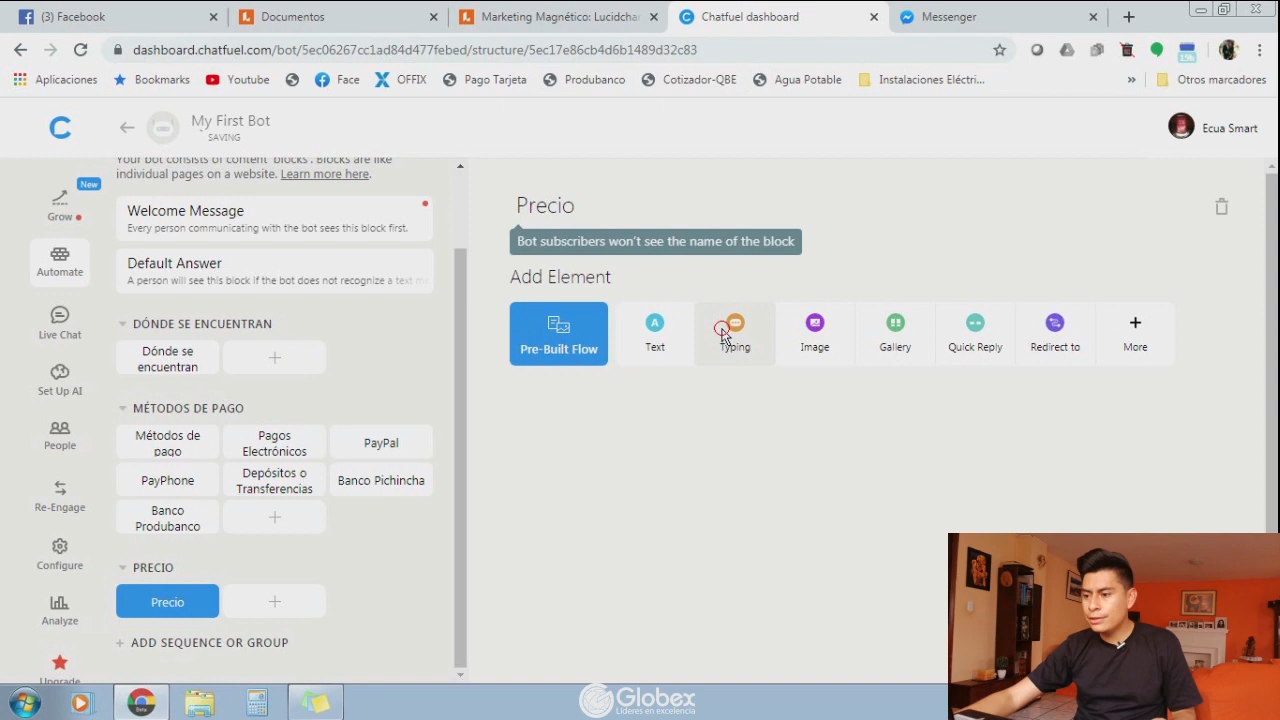 (3) Facebook
Documentos
Marketing Magnético: Lucidchar
Chatfuel dashboard
Messenger
dashboard.chatfuel.com/bot/5ec06267cc1ad84d477febed/structure/5ec17e86cb4d6b1489d32c83
Aplicaciones
Bookmarks
Youtube
Face
OFFIX
Pago Tarjeta
Produbanco
Cotizador-QBE
Agua Potable
Instalaciones Eléctri...
»
Otros marcadores
My First Bot
SAVING
Ecua Smart
Your bot consists of content blocks. Blocks are like
individual pages on a website. Learn more here.
New
Grow
Automate
Live Chat
Set Up AI
People
Re-Engage
Configure
Analyze
Upgrade
Welcome Message
Every person communicating with the bot sees this block first.
Default Answer
A person will see this block if the bot does not recognize a text me
DÓNDE SE ENCUENTRAN
Dónde se
encuentran
MÉTODOS DE PAGO
Métodos de
pago
Pagos
Electrónicos
PayPal
PayPhone
Depósitos o
Transferencias
Banco Pichincha
Banco
Produbanco
PRECIO
Precio
+ ADD SEQUENCE OR GROUP
Precio
Bot subscribers won't see the name of the block
Add Element
Pre-Built Flow
Text
Typing
Image
Gallery
Quick Reply
Redirect to
More
Globex
Líderes en excelencia